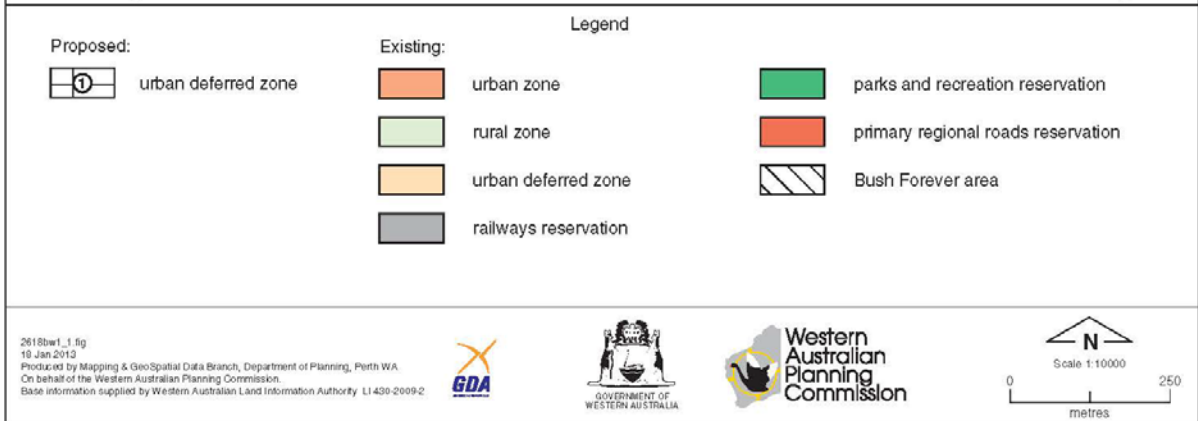 Legend
Proposed:
1
urban deferred zone
Existing:
urban zone
rural zone
urban deferred zone
railways reservation
parks and recreation reservation
primary regional roads reservation
Bush Forever area
2618bw1_1.fig
18 Jan 2013
Produced by Mapping & GeoSpatial Data Branch, Department of Planning, Perth WA
On behalf of the Western Australian Planning Commission.
Base information supplied by Western Australian Land Information Authority LI 430-2009-2
GDA
GOVERNMENT OF
WESTERN AUSTRALIA
Western
Australian
Planning
Commission
N
Scale 1:10000
0 250
metres